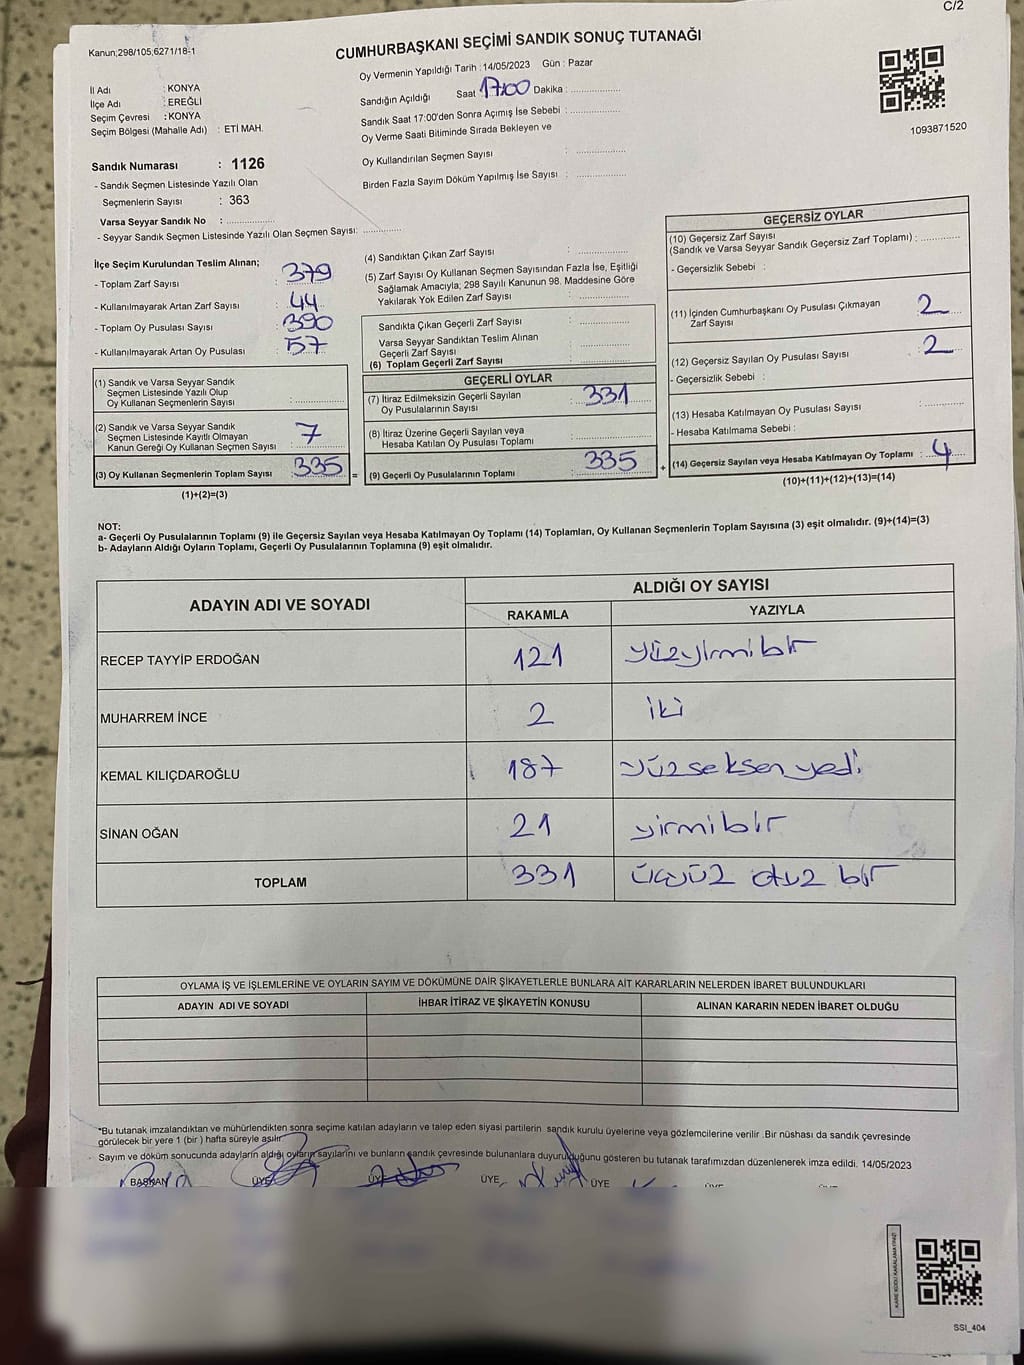 C/2
Kanun;298/105;6271/18-1
CUMHURBAŞKANI SEÇİMİ SANDIK SONUÇ TUTANAĞI
Oy Vermenin Yapıldığı Tarih : 14/05/2023 Gün : Pazar
İl Adı : KONYA
İlçe Adı : EREĞLİ
Seçim Çevresi : KONYA
Seçim Bölgesi (Mahalle Adı) : ETİ MAH.
Sandığın Açıldığı Saat 17:00 Dakika : ....................
Sandık Saat 17:00'den Sonra Açımış İse Sebebi : ....................
Oy Verme Saati Bitiminde Sırada Bekleyen ve
Oy Kullandırılan Seçmen Sayısı : ....................
Birden Fazla Sayım Döküm Yapılmış İse Sayısı : ....................
1093871520
Sandık Numarası : 1126
- Sandık Seçmen Listesinde Yazılı Olan
Seçmenlerin Sayısı : 363
Varsa Seyyar Sandık No : ....................
- Seyyar Sandık Seçmen Listesinde Yazılı Olan Seçmen Sayısı: ...............
İlçe Seçim Kurulundan Teslim Alınan;
- Toplam Zarf Sayısı : 379
- Kullanılmayarak Artan Zarf Sayısı : 44
- Toplam Oy Pusulası Sayısı : 390
- Kullanılmayarak Artan Oy Pusulası : 57
(1) Sandık ve Varsa Seyyar Sandık
Seçmen Listesinde Yazılı Olup
Oy Kullanan Seçmenlerin Sayısı : ....................
(2) Sandık ve Varsa Seyyar Sandık
Seçmen Listesinde Kayıtlı Olmayan
Kanun Gereği Oy Kullanan Seçmen Sayısı : 7
(3) Oy Kullanan Seçmenlerin Toplam Sayısı : 335 =
(1)+(2)=(3)
(4) Sandıktan Çıkan Zarf Sayısı : ....................
(5) Zarf Sayısı Oy Kullanan Seçmen Sayısından Fazla İse, Eşitliği
Sağlamak Amacıyla; 298 Sayılı Kanunun 98. Maddesine Göre
Yakılarak Yok Edilen Zarf Sayısı : ....................
Sandıkta Çıkan Geçerli Zarf Sayısı : ....................
Varsa Seyyar Sandıktan Teslim Alınan
Geçerli Zarf Sayısı : ....................
(6) Toplam Geçerli Zarf Sayısı : ....................
GEÇERLİ OYLAR
(7) İtiraz Edilmeksizin Geçerli Sayılan
Oy Pusulalarının Sayısı : 331
(8) İtiraz Üzerine Geçerli Sayılan veya
Hesaba Katılan Oy Pusulası Toplamı : ....................
(9) Geçerli Oy Pusulalarının Toplamı : 335 +
GEÇERSİZ OYLAR
(10) Geçersiz Zarf Sayısı
(Sandık ve Varsa Seyyar Sandık Geçersiz Zarf Toplamı) : ...............
- Geçersizlik Sebebi :
(11) İçinden Cumhurbaşkanı Oy Pusulası Çıkmayan
Zarf Sayısı : 2
(12) Geçersiz Sayılan Oy Pusulası Sayısı : 2
- Geçersizlik Sebebi :
(13) Hesaba Katılmayan Oy Pusulası Sayısı : ...............
- Hesaba Katılmama Sebebi :
(14) Geçersiz Sayılan veya Hesaba Katılmayan Oy Toplamı : 4
(10)+(11)+(12)+(13)=(14)
NOT:
a- Geçerli Oy Pusulalarının Toplamı (9) ile Geçersiz Sayılan veya Hesaba Katılmayan Oy Toplamı (14) Toplamları, Oy Kullanan Seçmenlerin Toplam Sayısına (3) eşit olmalıdır. (9)+(14)=(3)
b- Adayların Aldığı Oyların Toplamı, Geçerli Oy Pusulalarının Toplamına (9) eşit olmalıdır.
ADAYIN ADI VE SOYADI
ALDIĞI OY SAYISI
RAKAMLA YAZIYLA
RECEP TAYYİP ERDOĞAN 121 yüzyirmibir
MUHARREM İNCE 2 iki
KEMAL KILIÇDAROĞLU 187 yüzseksenyedi
SİNAN OĞAN 21 yirmibir
TOPLAM 331 üçyüz otuz bir
OYLAMA İŞ VE İŞLEMLERİNE VE OYLARIN SAYIM VE DÖKÜMÜNE DAİR ŞİKAYETLERLE BUNLARA AİT KARARLARIN NELERDEN İBARET BULUNDUKLARI
ADAYIN ADI VE SOYADI İHBAR İTİRAZ VE ŞİKAYETİN KONUSU ALINAN KARARIN NEDEN İBARET OLDUĞU
*Bu tutanak imzalandıktan ve mühürlendikten sonra seçime katılan adayların ve talep eden siyasi partilerin sandık kurulu üyelerine veya gözlemcilerine verilir .Bir nüshası da sandık çevresinde
görülecek bir yere 1 (bir ) hafta süreyle asılır
Sayım ve döküm sonucunda adayların aldığı oyların sayılarını ve bunların sandık çevresinde bulunanlara duyurulduğunu gösteren bu tutanak tarafımızdan düzenlenerek imza edildi. 14/05/2023
BAŞKAN ÜYE ÜYE ÜYE ÜYE
SSI_404